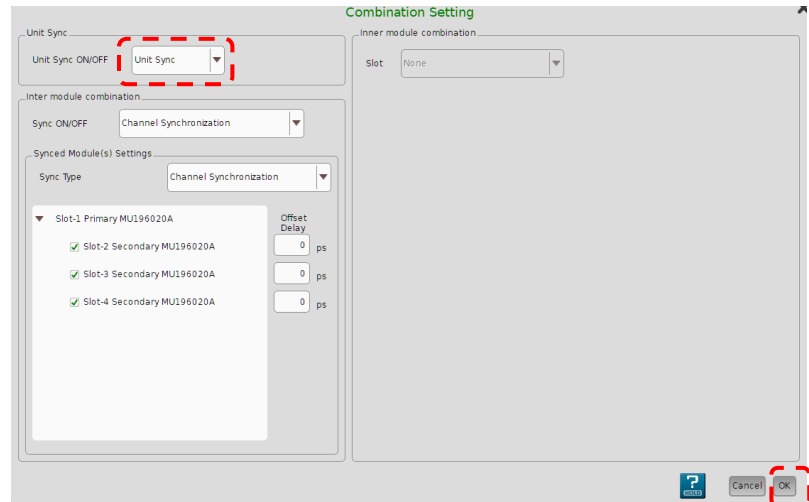 Combination Setting
Unit Sync
Unit Sync ON/OFF
Unit Sync
Inter module combination
Sync ON/OFF
Channel Synchronization
Synced Module(s) Settings
Sync Type
Channel Synchronization
Slot-1 Primary MU196020A
Offset
Delay
Slot-2 Secondary MU196020A
0 ps
Slot-3 Secondary MU196020A
0 ps
Slot-4 Secondary MU196020A
0 ps
Inner module combination
Slot
None
?
HOLD
Cancel
OK